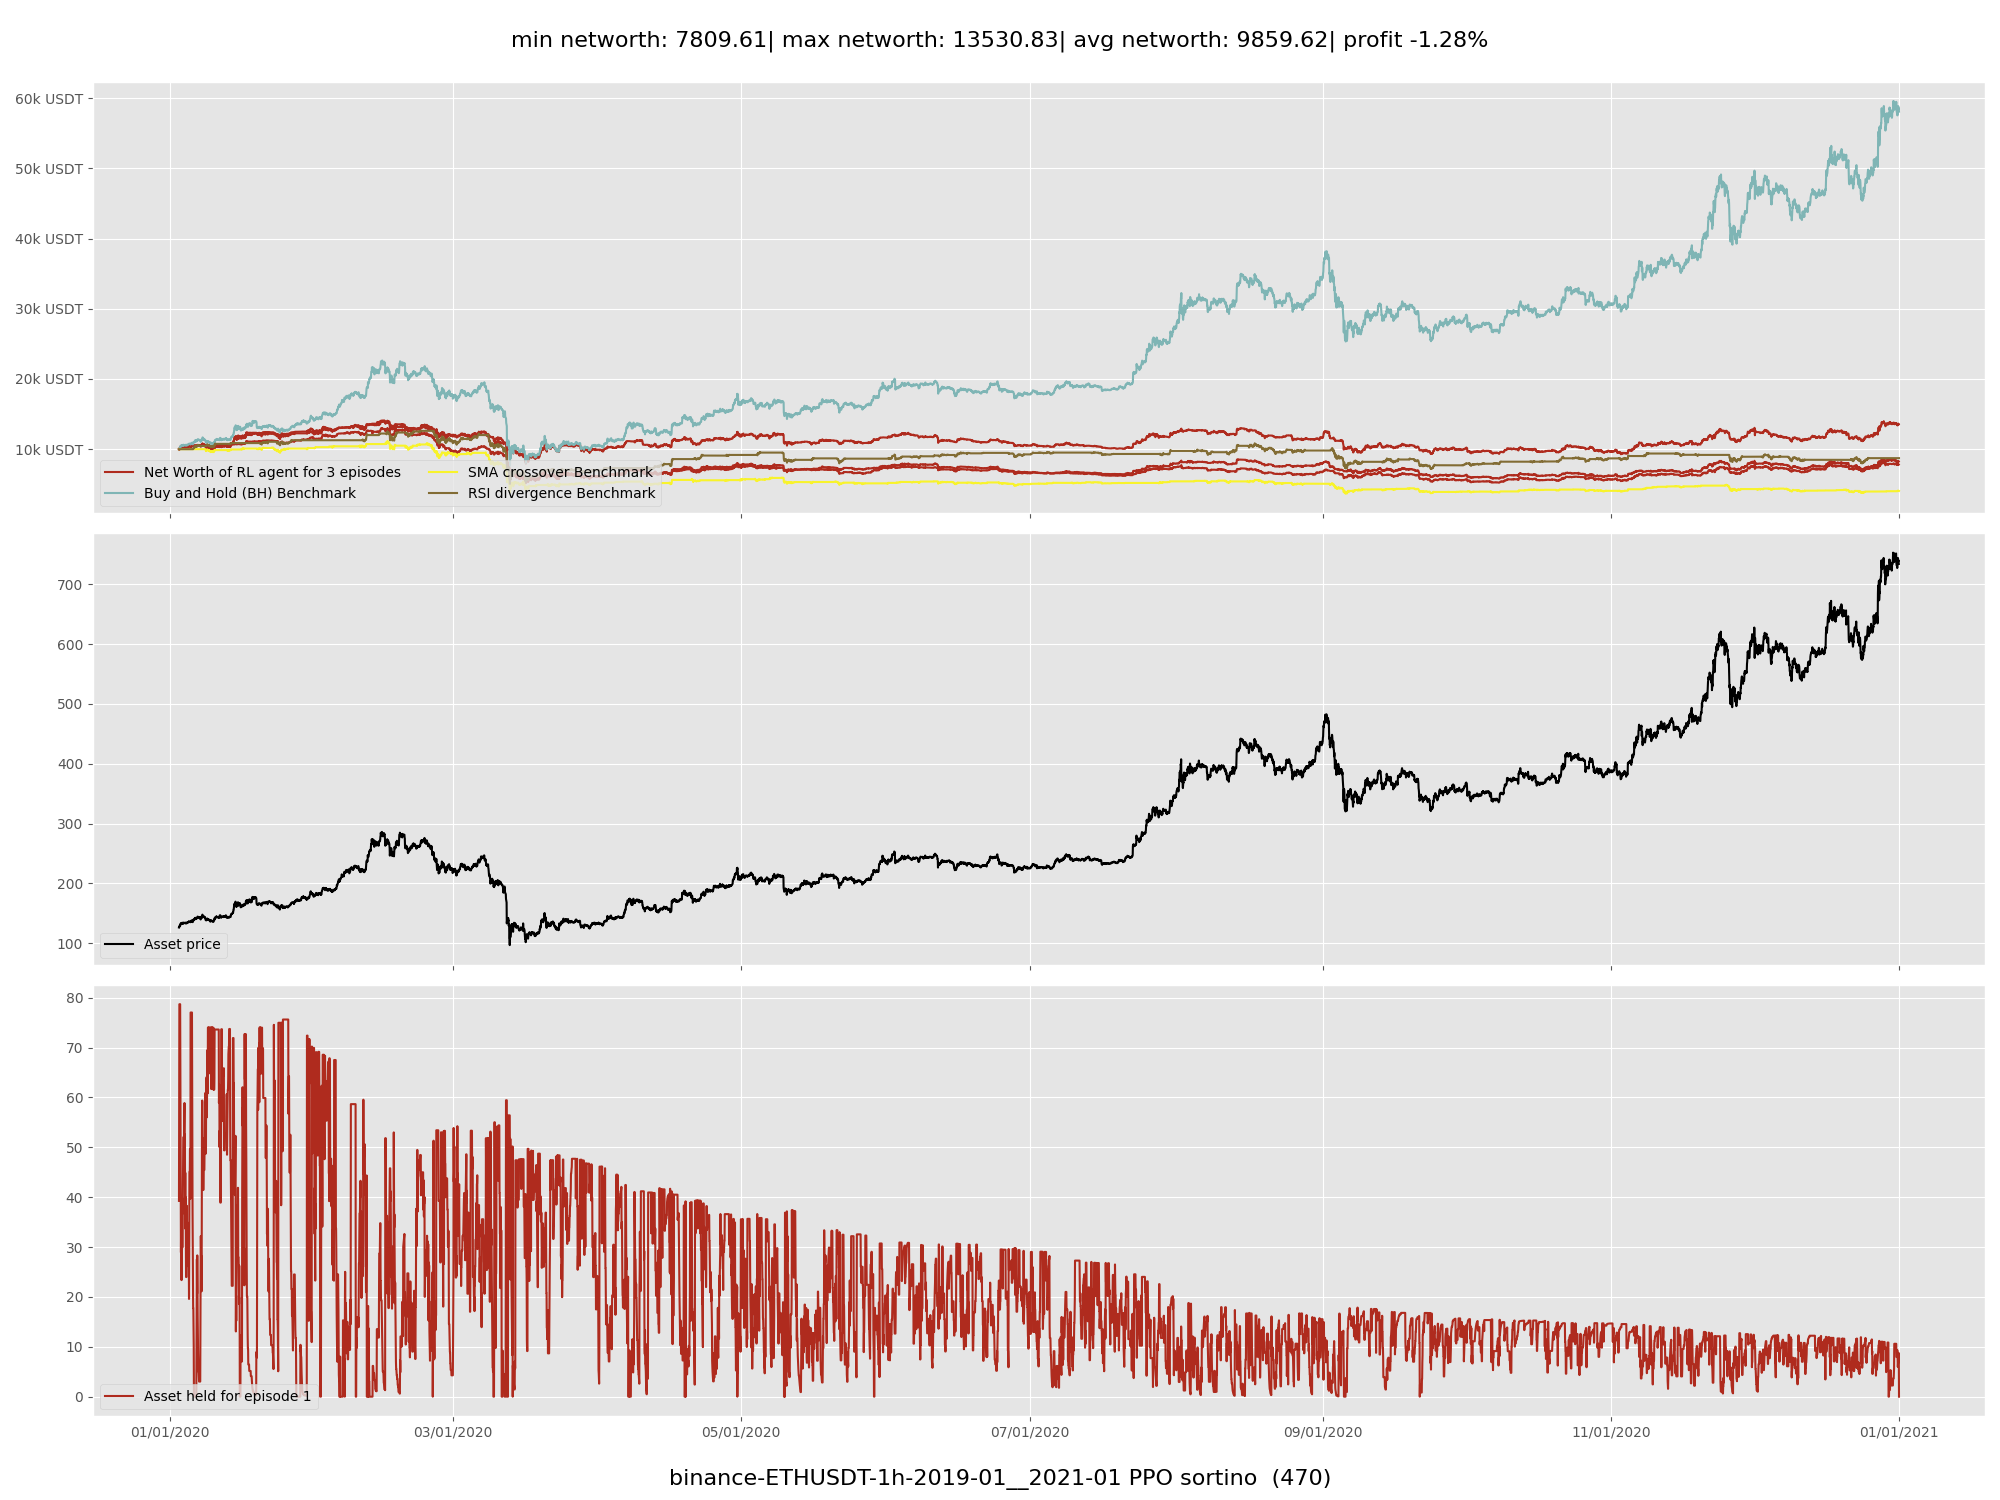 min networth: 7809.61| max networth: 13530.83| avg networth: 9859.62| profit -1.28%
60k USDT
50k USDT
40k USDT
30k USDT
20k USDT
10k USDT
Net Worth of RL agent for 3 episodes
Buy and Hold (BH) Benchmark
SMA crossover Benchmark
RSI divergence Benchmark
700
600
500
400
300
200
100
Asset price
80
70
60
50
40
30
20
10
0
Asset held for episode 1
01/01/2020 03/01/2020 05/01/2020 07/01/2020 09/01/2020 11/01/2020 01/01/2021
binance-ETHUSDT-1h-2019-01__2021-01 PPO sortino (470)